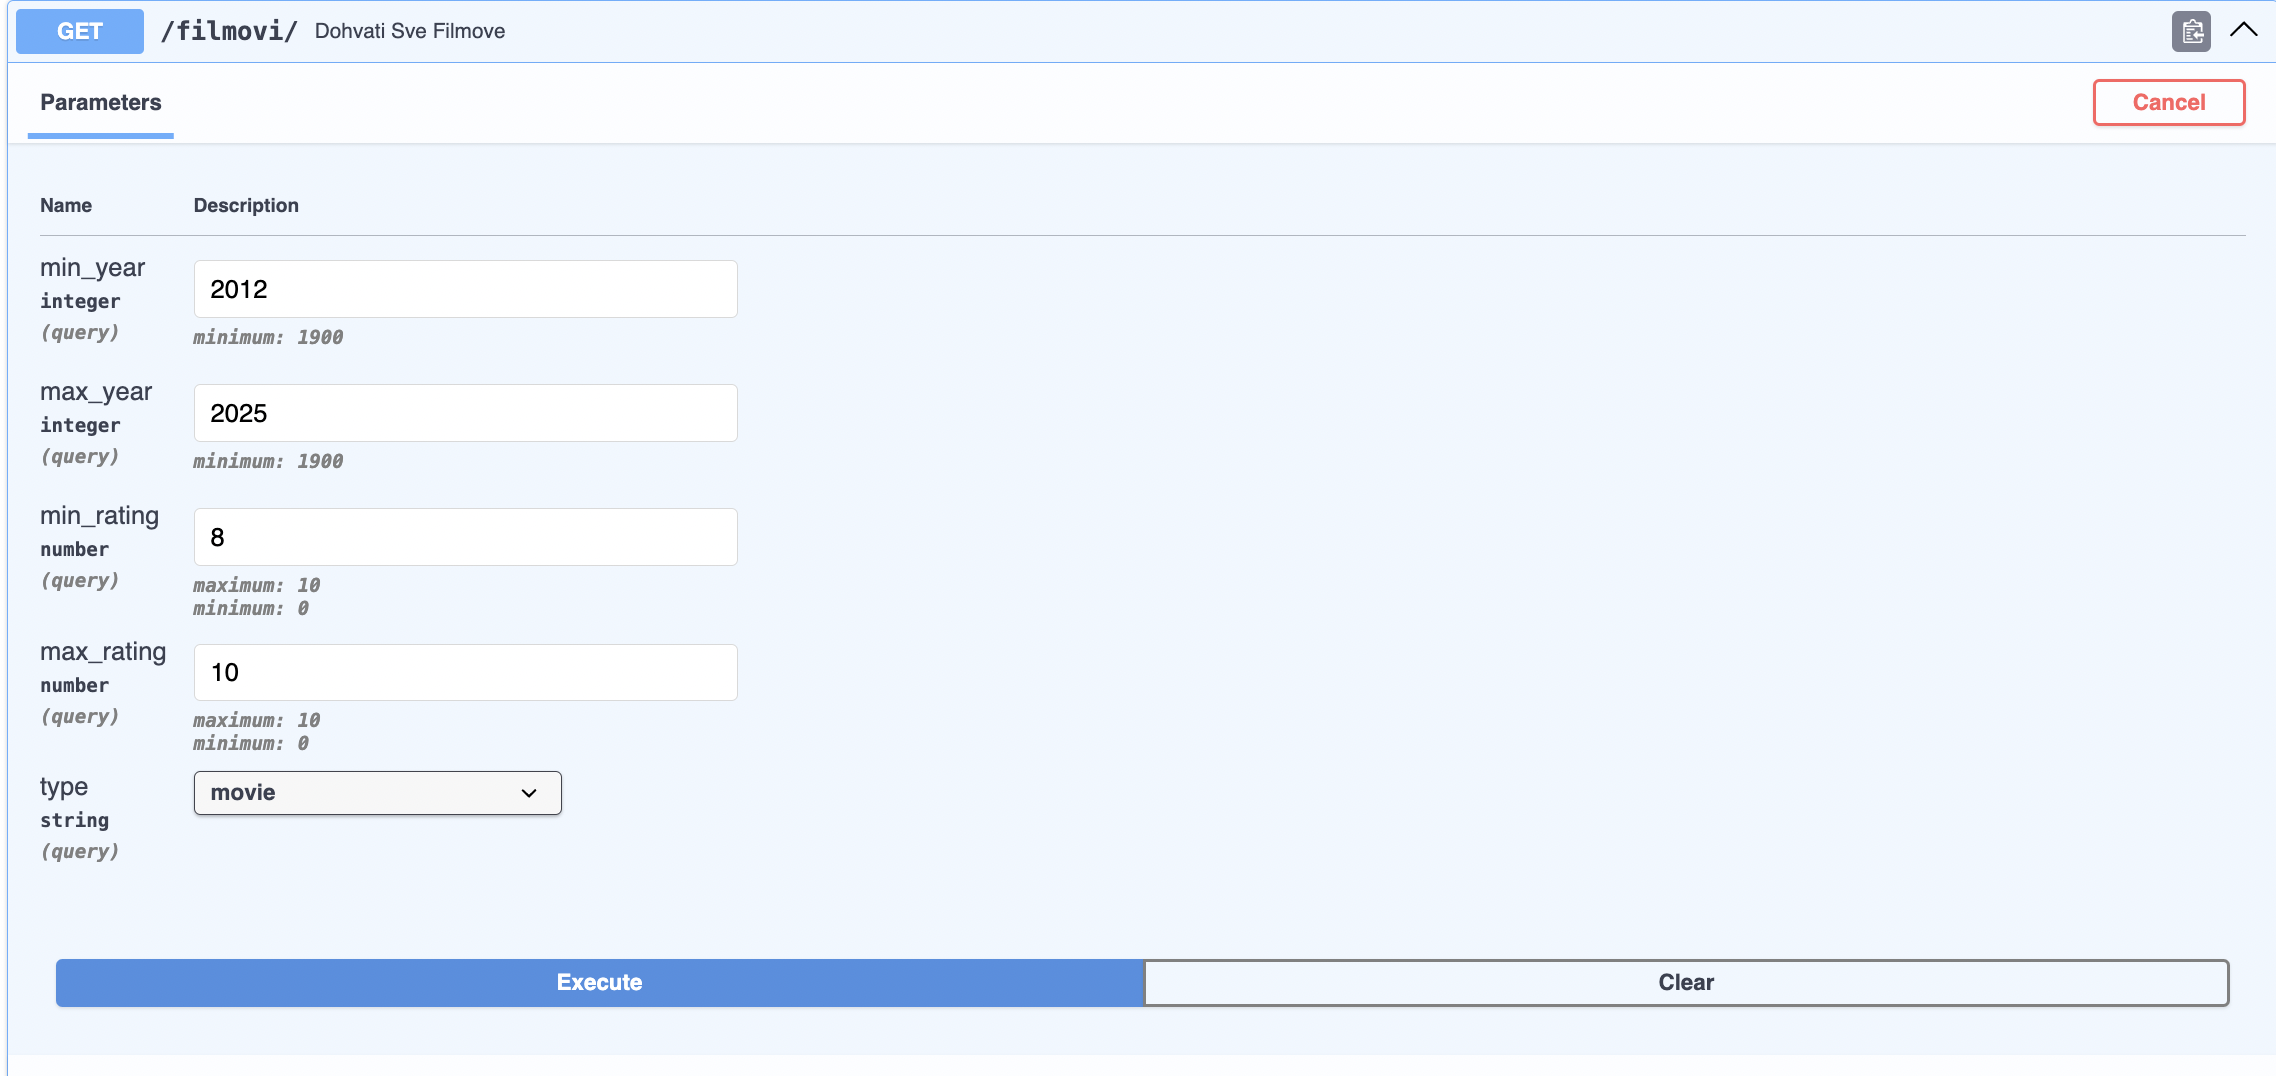 GET /filmovi/ Dohvati Sve Filmove
Parameters
Cancel
Name Description
min_year
integer
(query)
2012
minimum: 1900
max_year
integer
(query)
2025
minimum: 1900
min_rating
number
(query)
8
maximum: 10
minimum: 0
max_rating
number
(query)
10
maximum: 10
minimum: 0
type
string
(query)
movie
Execute
Clear